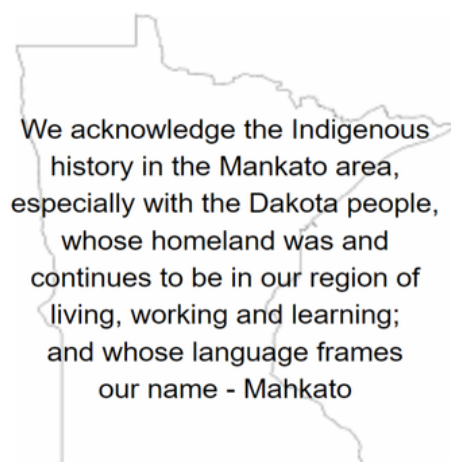 We acknowledge the Indigenous
history in the Mankato area,
especially with the Dakota people,
whose homeland was and
continues to be in our region of
living, working and learning;
and whose language frames
our name - Mahkato